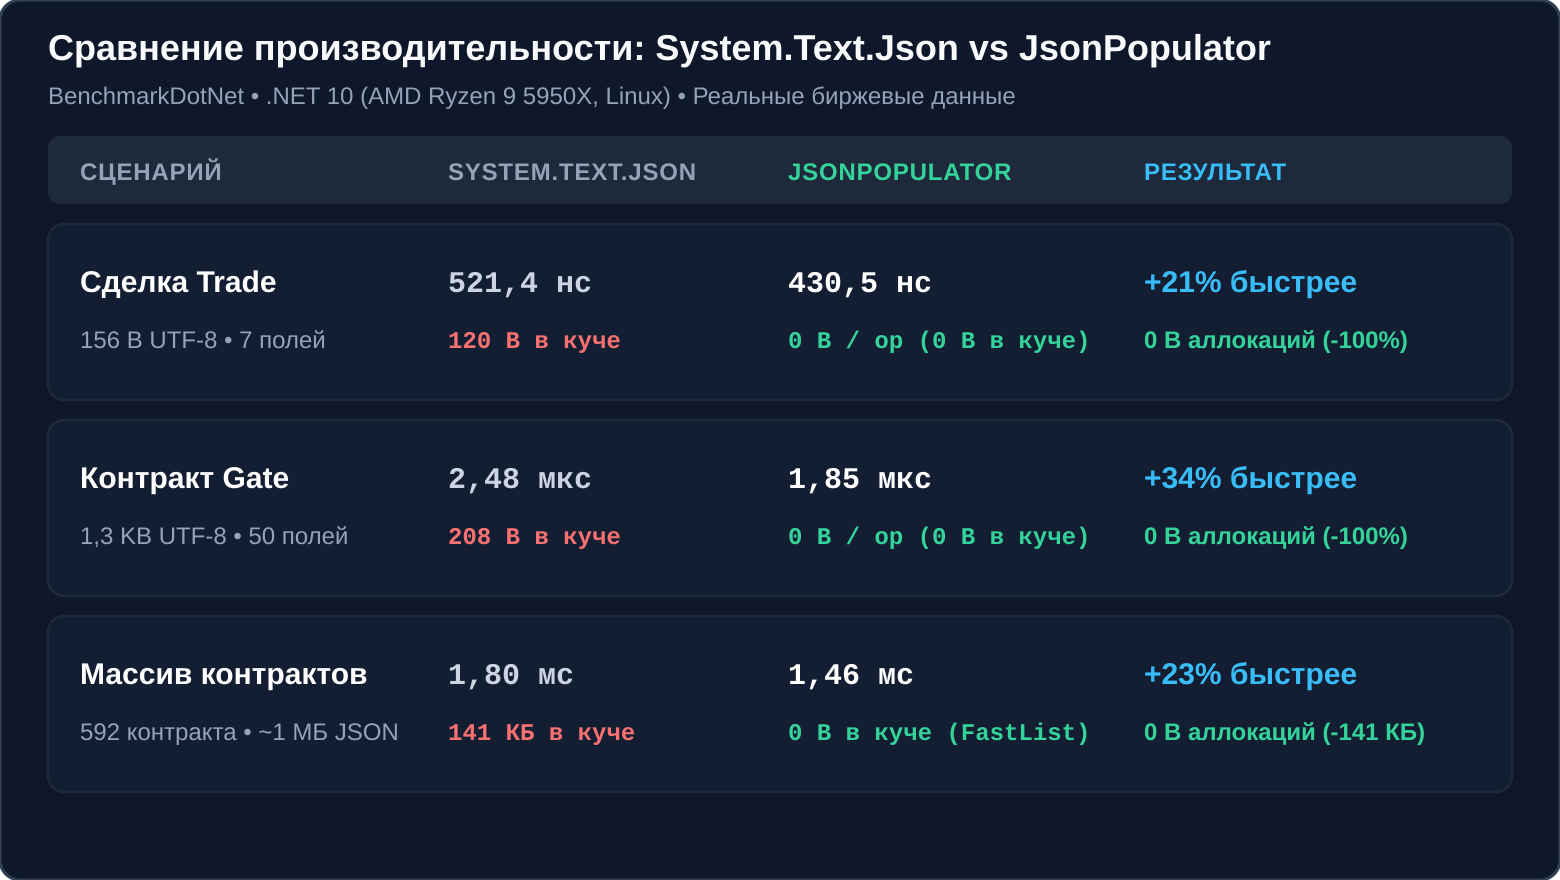 Сравнение производительности: System.Text.Json vs JsonPopulator
BenchmarkDotNet • .NET 10 (AMD Ryzen 9 5950X, Linux) • Реальные биржевые данные
СЦЕНАРИЙ SYSTEM.TEXT.JSON JSONPOPULATOR РЕЗУЛЬТАТ
Сделка Trade 521,4 нс 430,5 нс +21% быстрее
156 B UTF-8 • 7 полей 120 B в куче 0 B / op (0 B в куче) 0 B аллокаций (-100%)
Контракт Gate 2,48 мкс 1,85 мкс +34% быстрее
1,3 KB UTF-8 • 50 полей 208 B в куче 0 B / op (0 B в куче) 0 B аллокаций (-100%)
Массив контрактов 1,80 мс 1,46 мс +23% быстрее
592 контракта • ~1 МБ JSON 141 КБ в куче 0 B в куче (FastList) 0 B аллокаций (-141 КБ)